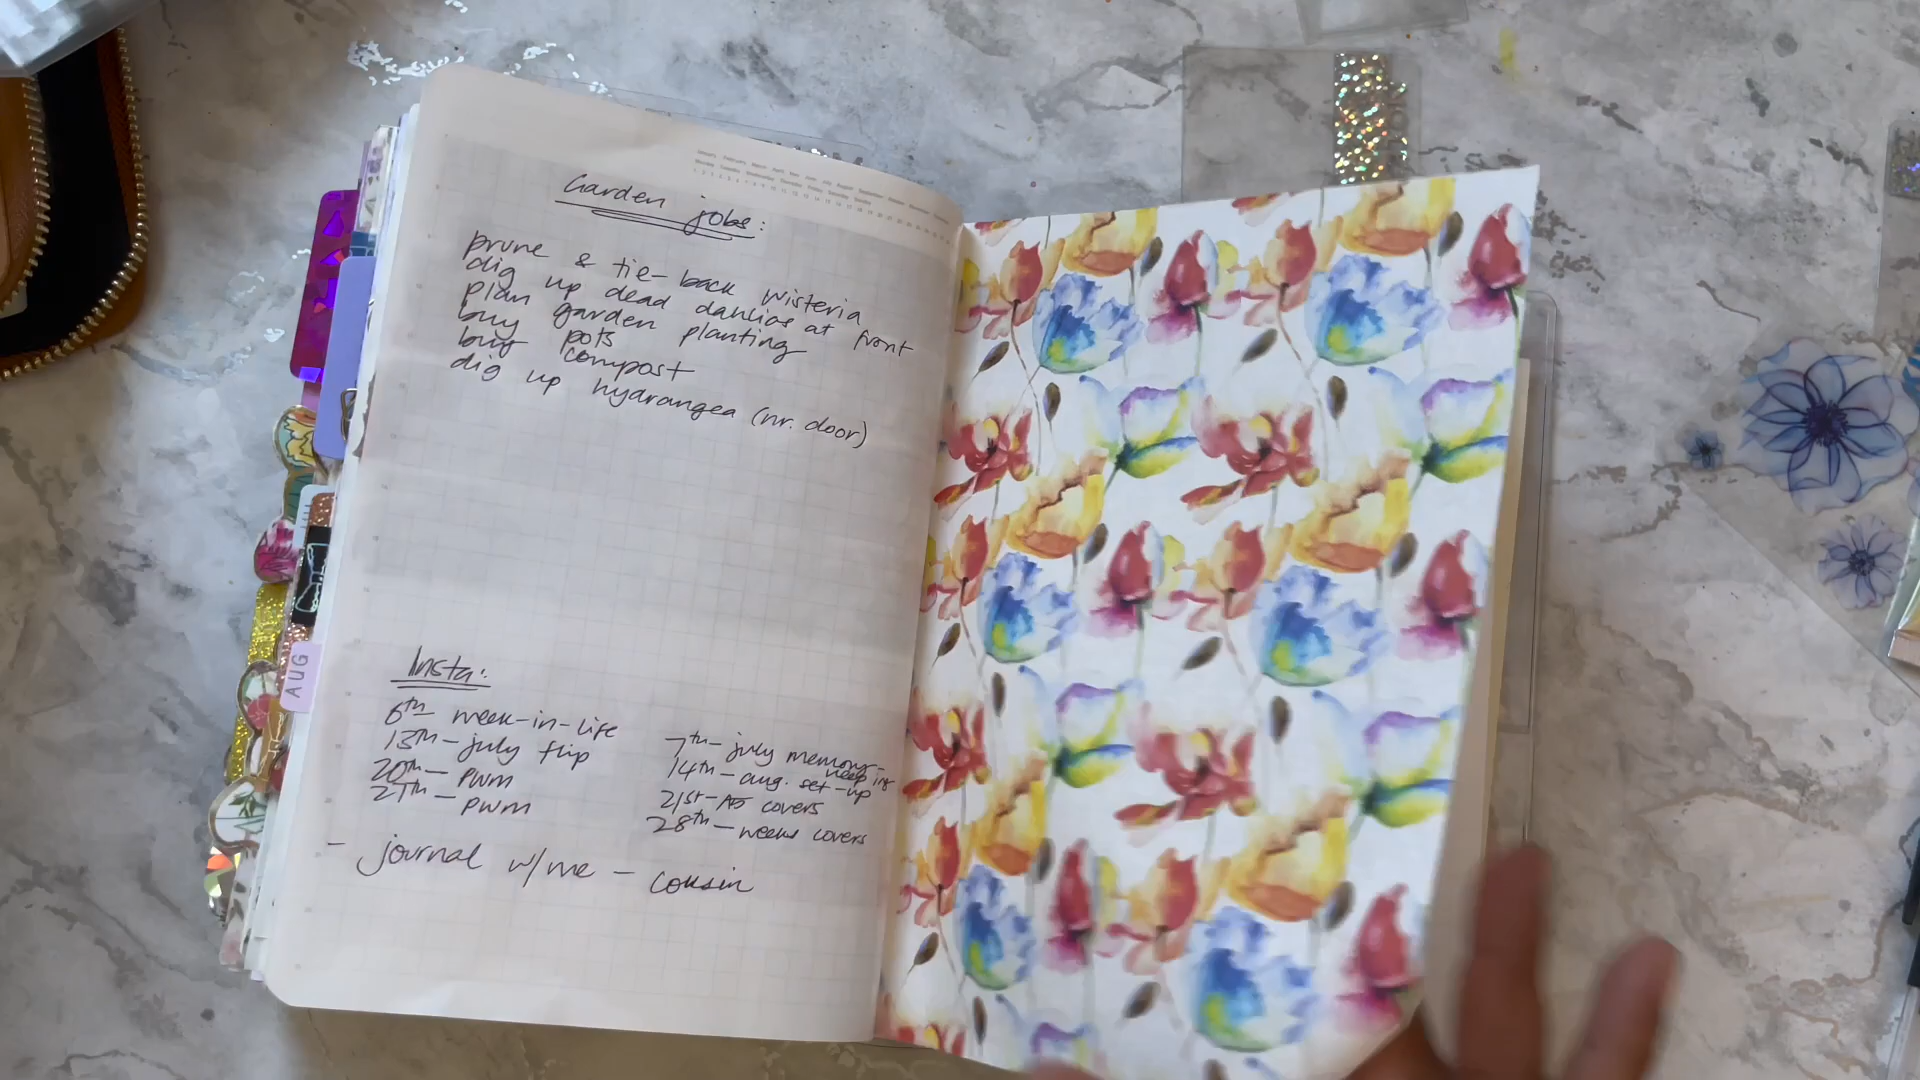 Garden jobs:
prune & tie-back wisteria
dig up dead dahlias at front
plan garden planting
buy pots
buy compost
dig up hydrangea (nr. door)
Insta:
6th week-in-life
13th - july flip
20th - PWM
27th - PWM
7th - july memory-
keeping
14th - aug. set-up
21st - covers
28th - weeks covers
- journal w/me - cousin
AUG